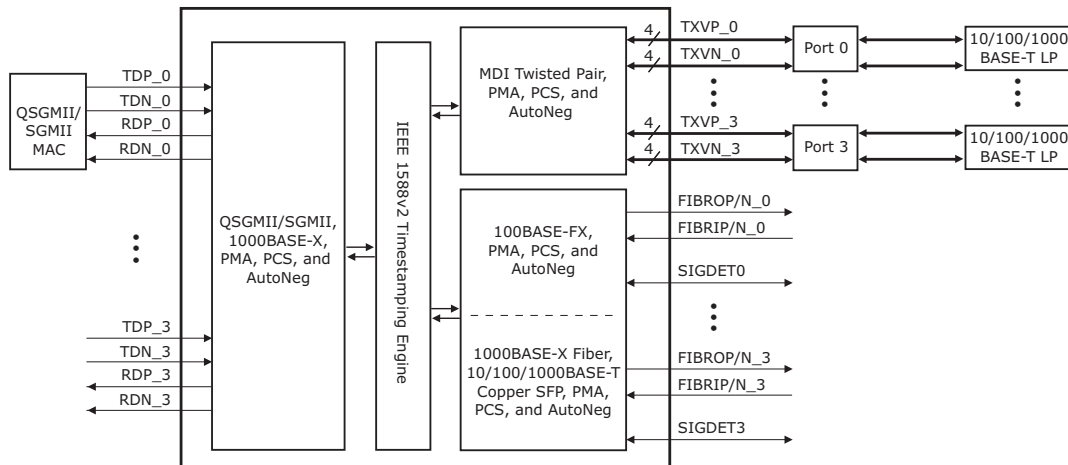 TDP_0
TDN_0
RDP_0
RDN_0
QSGMII/
SGMII
MAC
TDP_3
TDN_3
RDP_3
RDN_3
QSGMII/SGMII,
1000BASE-X,
PMA, PCS, and
AutoNeg
IEEE 1588v2 Timestamping Engine
MDI Twisted Pair,
PMA, PCS, and
AutoNeg
100BASE-FX,
PMA, PCS, and
AutoNeg
1000BASE-X Fiber,
10/100/1000BASE-T
Copper SFP, PMA,
PCS, and AutoNeg
4 TXVP_0
4 TXVN_0
4 TXVP_3
4 TXVN_3
Port 0
Port 3
10/100/1000
BASE-T LP
10/100/1000
BASE-T LP
FIBROP/N_0
FIBRIP/N_0
SIGDET0
FIBROP/N_3
FIBRIP/N_3
SIGDET3